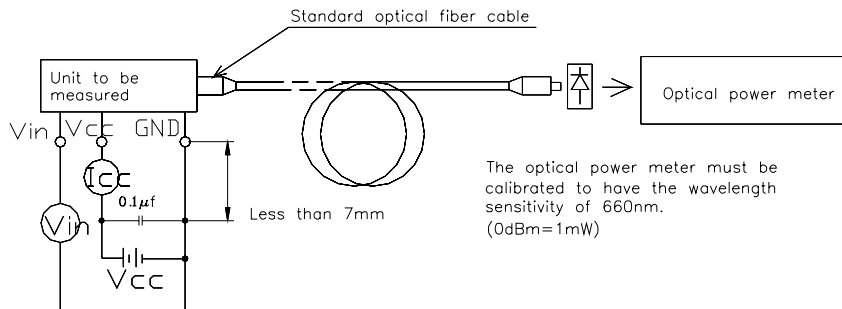 Standard optical fiber cable
Unit to be
measured
Optical power meter
Vin
Vcc
GND
Icc
0.1µf
Less than 7mm
Vin
Vcc
The optical power meter must be
calibrated to have the wavelength
sensitivity of 660nm.
(0dBm=1mW)